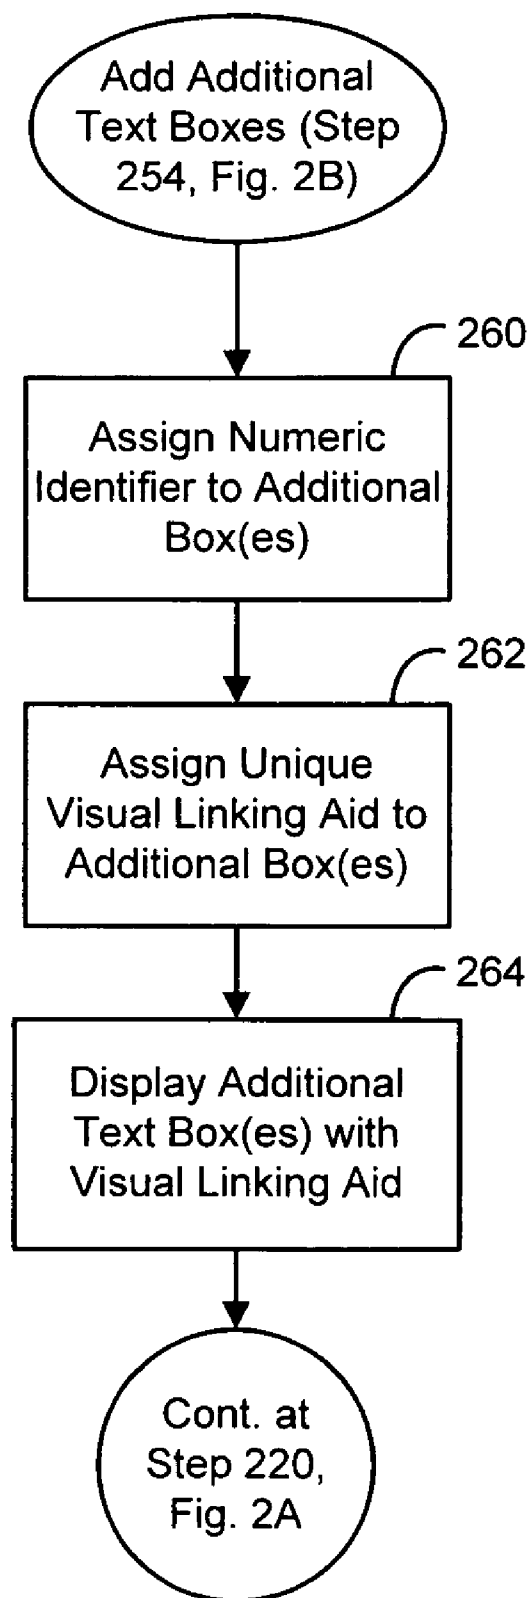 Add Additional
Text Boxes (Step
254, Fig. 2B)
260
Assign Numeric
Identifier to Additional
Box(es)
262
Assign Unique
Visual Linking Aid to
Additional Box(es)
264
Display Additional
Text Box(es) with
Visual Linking Aid
Cont. at
Step 220,
Fig. 2A